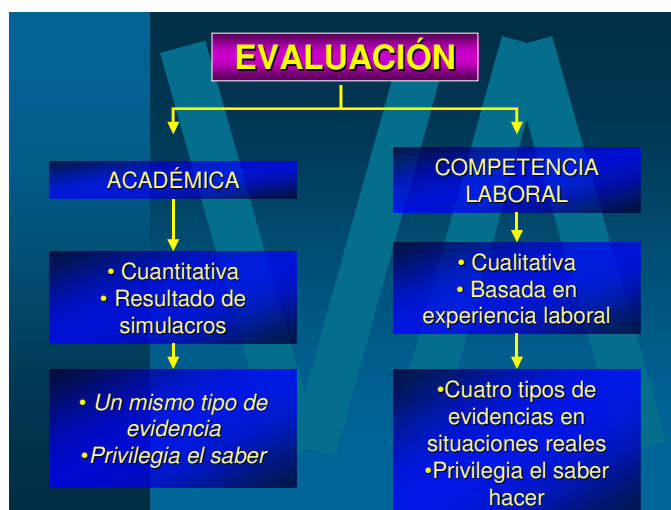 EVALUACIÓN
ACADÉMICA
• Cuantitativa
• Resultado de
simulacros
• Un mismo tipo de
evidencia
•Privilegia el saber
COMPETENCIA
LABORAL
• Cualitativa
• Basada en
experiencia laboral
•Cuatro tipos de
evidencias en
situaciones reales
•Privilegia el saber
hacer